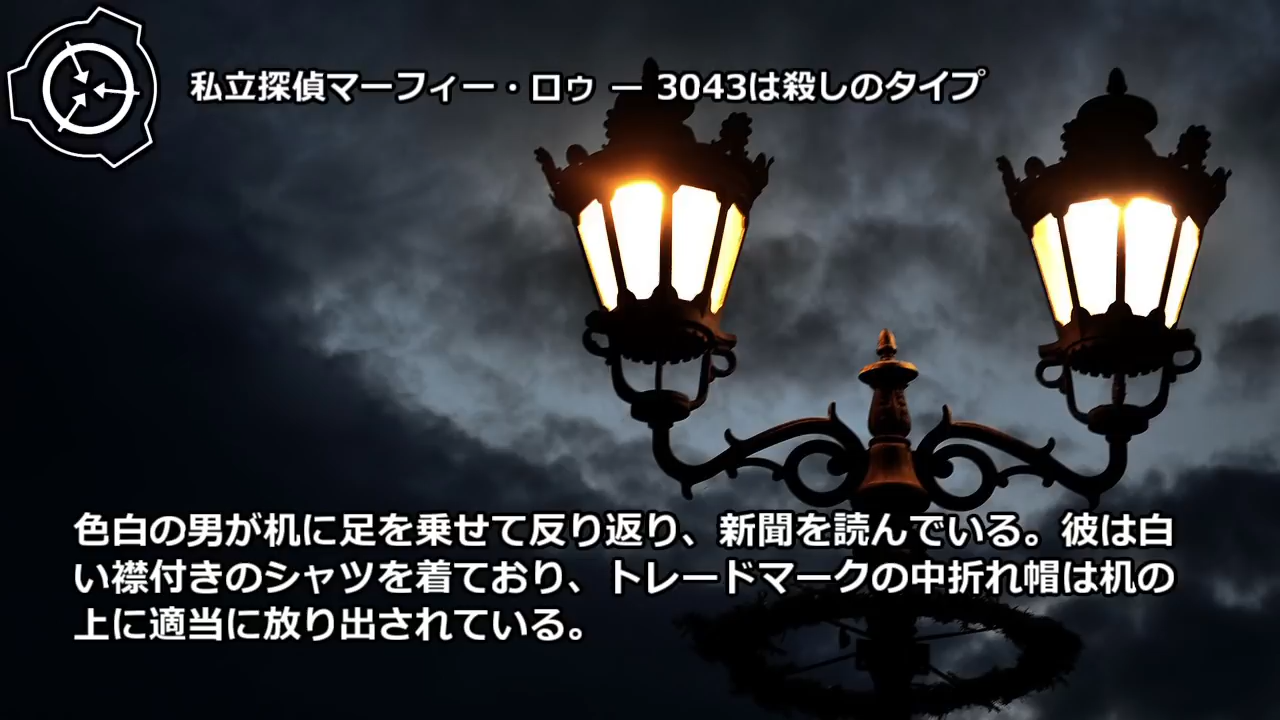 私立探偵マーフィー・ロゥ — 3043は殺しのタイプ
色白の男が机に足を乗せて反り返り、新聞を読んでいる。彼は白
い襟付きのシャツを着ており、トレードマークの中折れ帽は机の
上に適当に放り出されている。